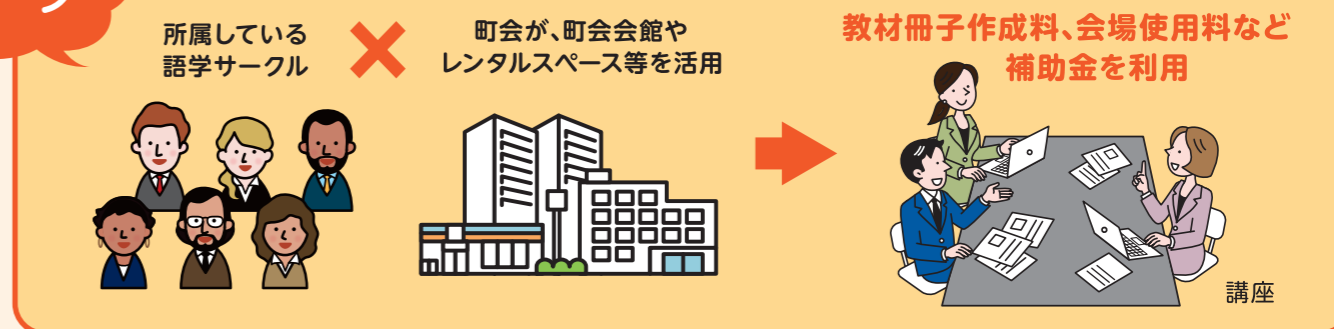 所属している
語学サークル
町会が、町会会館や
レンタルスペース等を活用
教材冊子作成料、会場使用料など
補助金を利用
講座